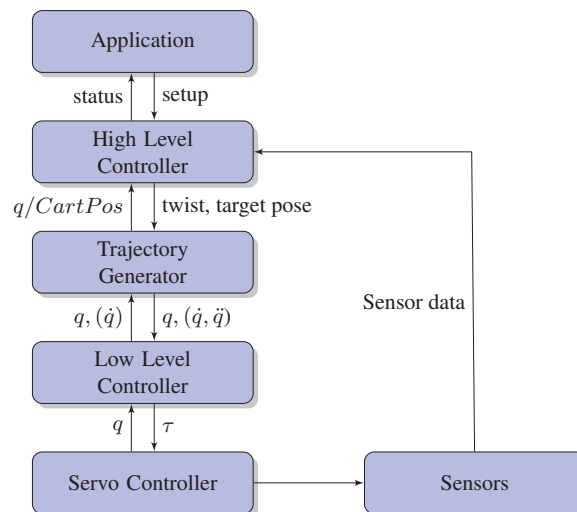 Application
status
setup
High Level
Controller
q/CartPos
twist, target pose
Trajectory
Generator
Sensor data
q, (q̇)
q, (q̇, q̈)
Low Level
Controller
q
τ
Servo Controller
Sensors